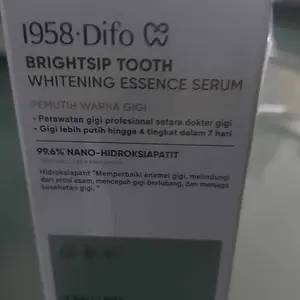 1958·Difo
BRIGHTSIP TOOTH
WHITENING ESSENCE SERUM
PEMUTIH WARNA GIGI
• Perawatan gigi profesional setara dokter gigi
• Gigi lebih putih hingga 4 tingkat dalam 7 hari
99.6% NANO-HIDROKSIAPATIT
Hidroksiapatit "Memperbaiki enamel gigi, melindungi
dari erosi asam, mencegah gigi berlubang, dan menjaga
kesehatan gigi. "